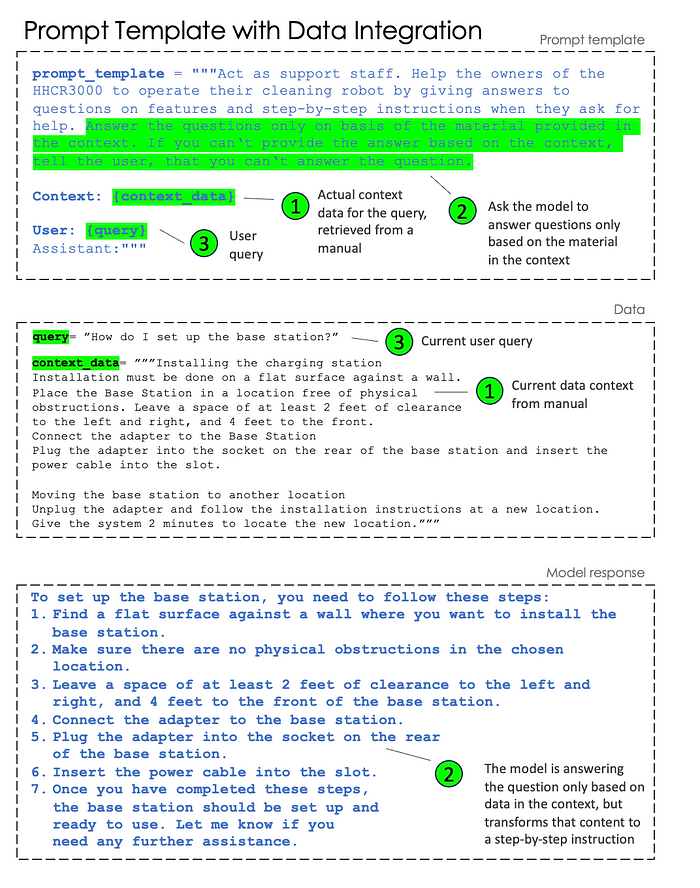 Prompt Template with Data Integration
Prompt template
prompt_template = """Act as support staff. Help the owners of the
HHCR3000 to operate their cleaning robot by giving answers to
questions on features and step-by-step instructions when they ask for
help. Answer the questions only on basis of the material provided in
the context. If you can't provide the answer based on the context,
tell the user, that you can't answer the question.
Context: {context_data}
1
Actual context
data for the query,
retrieved from a
manual
2
Ask the model to
answer questions only
based on the material
in the context
User: {query}
Assistant:"""
3
User
query
Data
query= ”How do I set up the base station?”
3
Current user query
context_data= ”””Installing the charging station
Installation must be done on a flat surface against a wall.
Place the Base Station in a location free of physical
obstructions. Leave a space of at least 2 feet of clearance
to the left and right, and 4 feet to the front.
Connect the adapter to the Base Station
Plug the adapter into the socket on the rear of the base station and insert the
power cable into the slot.
1
Current data context
from manual
Moving the base station to another location
Unplug the adapter and follow the installation instructions at a new location.
Give the system 2 minutes to locate the new location.”””
Model response
To set up the base station, you need to follow these steps:
1. Find a flat surface against a wall where you want to install the
base station.
2. Make sure there are no physical obstructions in the chosen
location.
3. Leave a space of at least 2 feet of clearance to the left and
right, and 4 feet to the front of the base station.
4. Connect the adapter to the base station.
5. Plug the adapter into the socket on the rear
of the base station.
6. Insert the power cable into the slot.
7. Once you have completed these steps,
the base station should be set up and
ready to use. Let me know if you
need any further assistance.
2
The model is answering
the question only based on
data in the context, but
transforms that content to
a step-by-step instruction